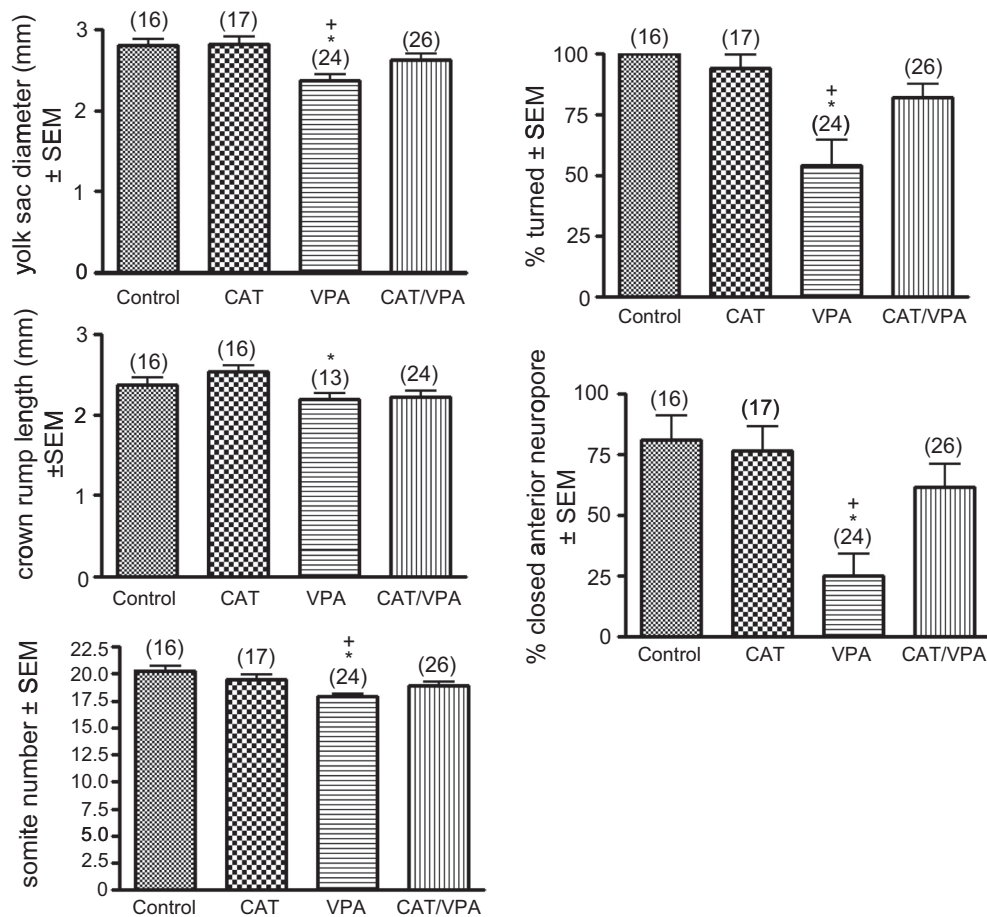 yolk sac diameter (mm)
± SEM
3
2
1
0
(16)
(17)
+
*
(24)
(26)
Control
CAT
VPA
CAT/VPA
crown rump length (mm)
±SEM
3
2
1
0
(16)
(16)
*
(13)
(24)
Control
CAT
VPA
CAT/VPA
somite number ± SEM
22.5
20.0
17.5
15.0
12.5
10.0
7.5
5.0
2.5
0
(16)
(17)
+
*
(24)
(26)
Control
CAT
VPA
CAT/VPA
% turned ± SEM
100
75
50
25
0
(16)
(17)
+
*
(24)
(26)
Control
CAT
VPA
CAT/VPA
% closed anterior neuropore
± SEM
100
75
50
25
0
(16)
(17)
+
*
(24)
(26)
Control
CAT
VPA
CAT/VPA